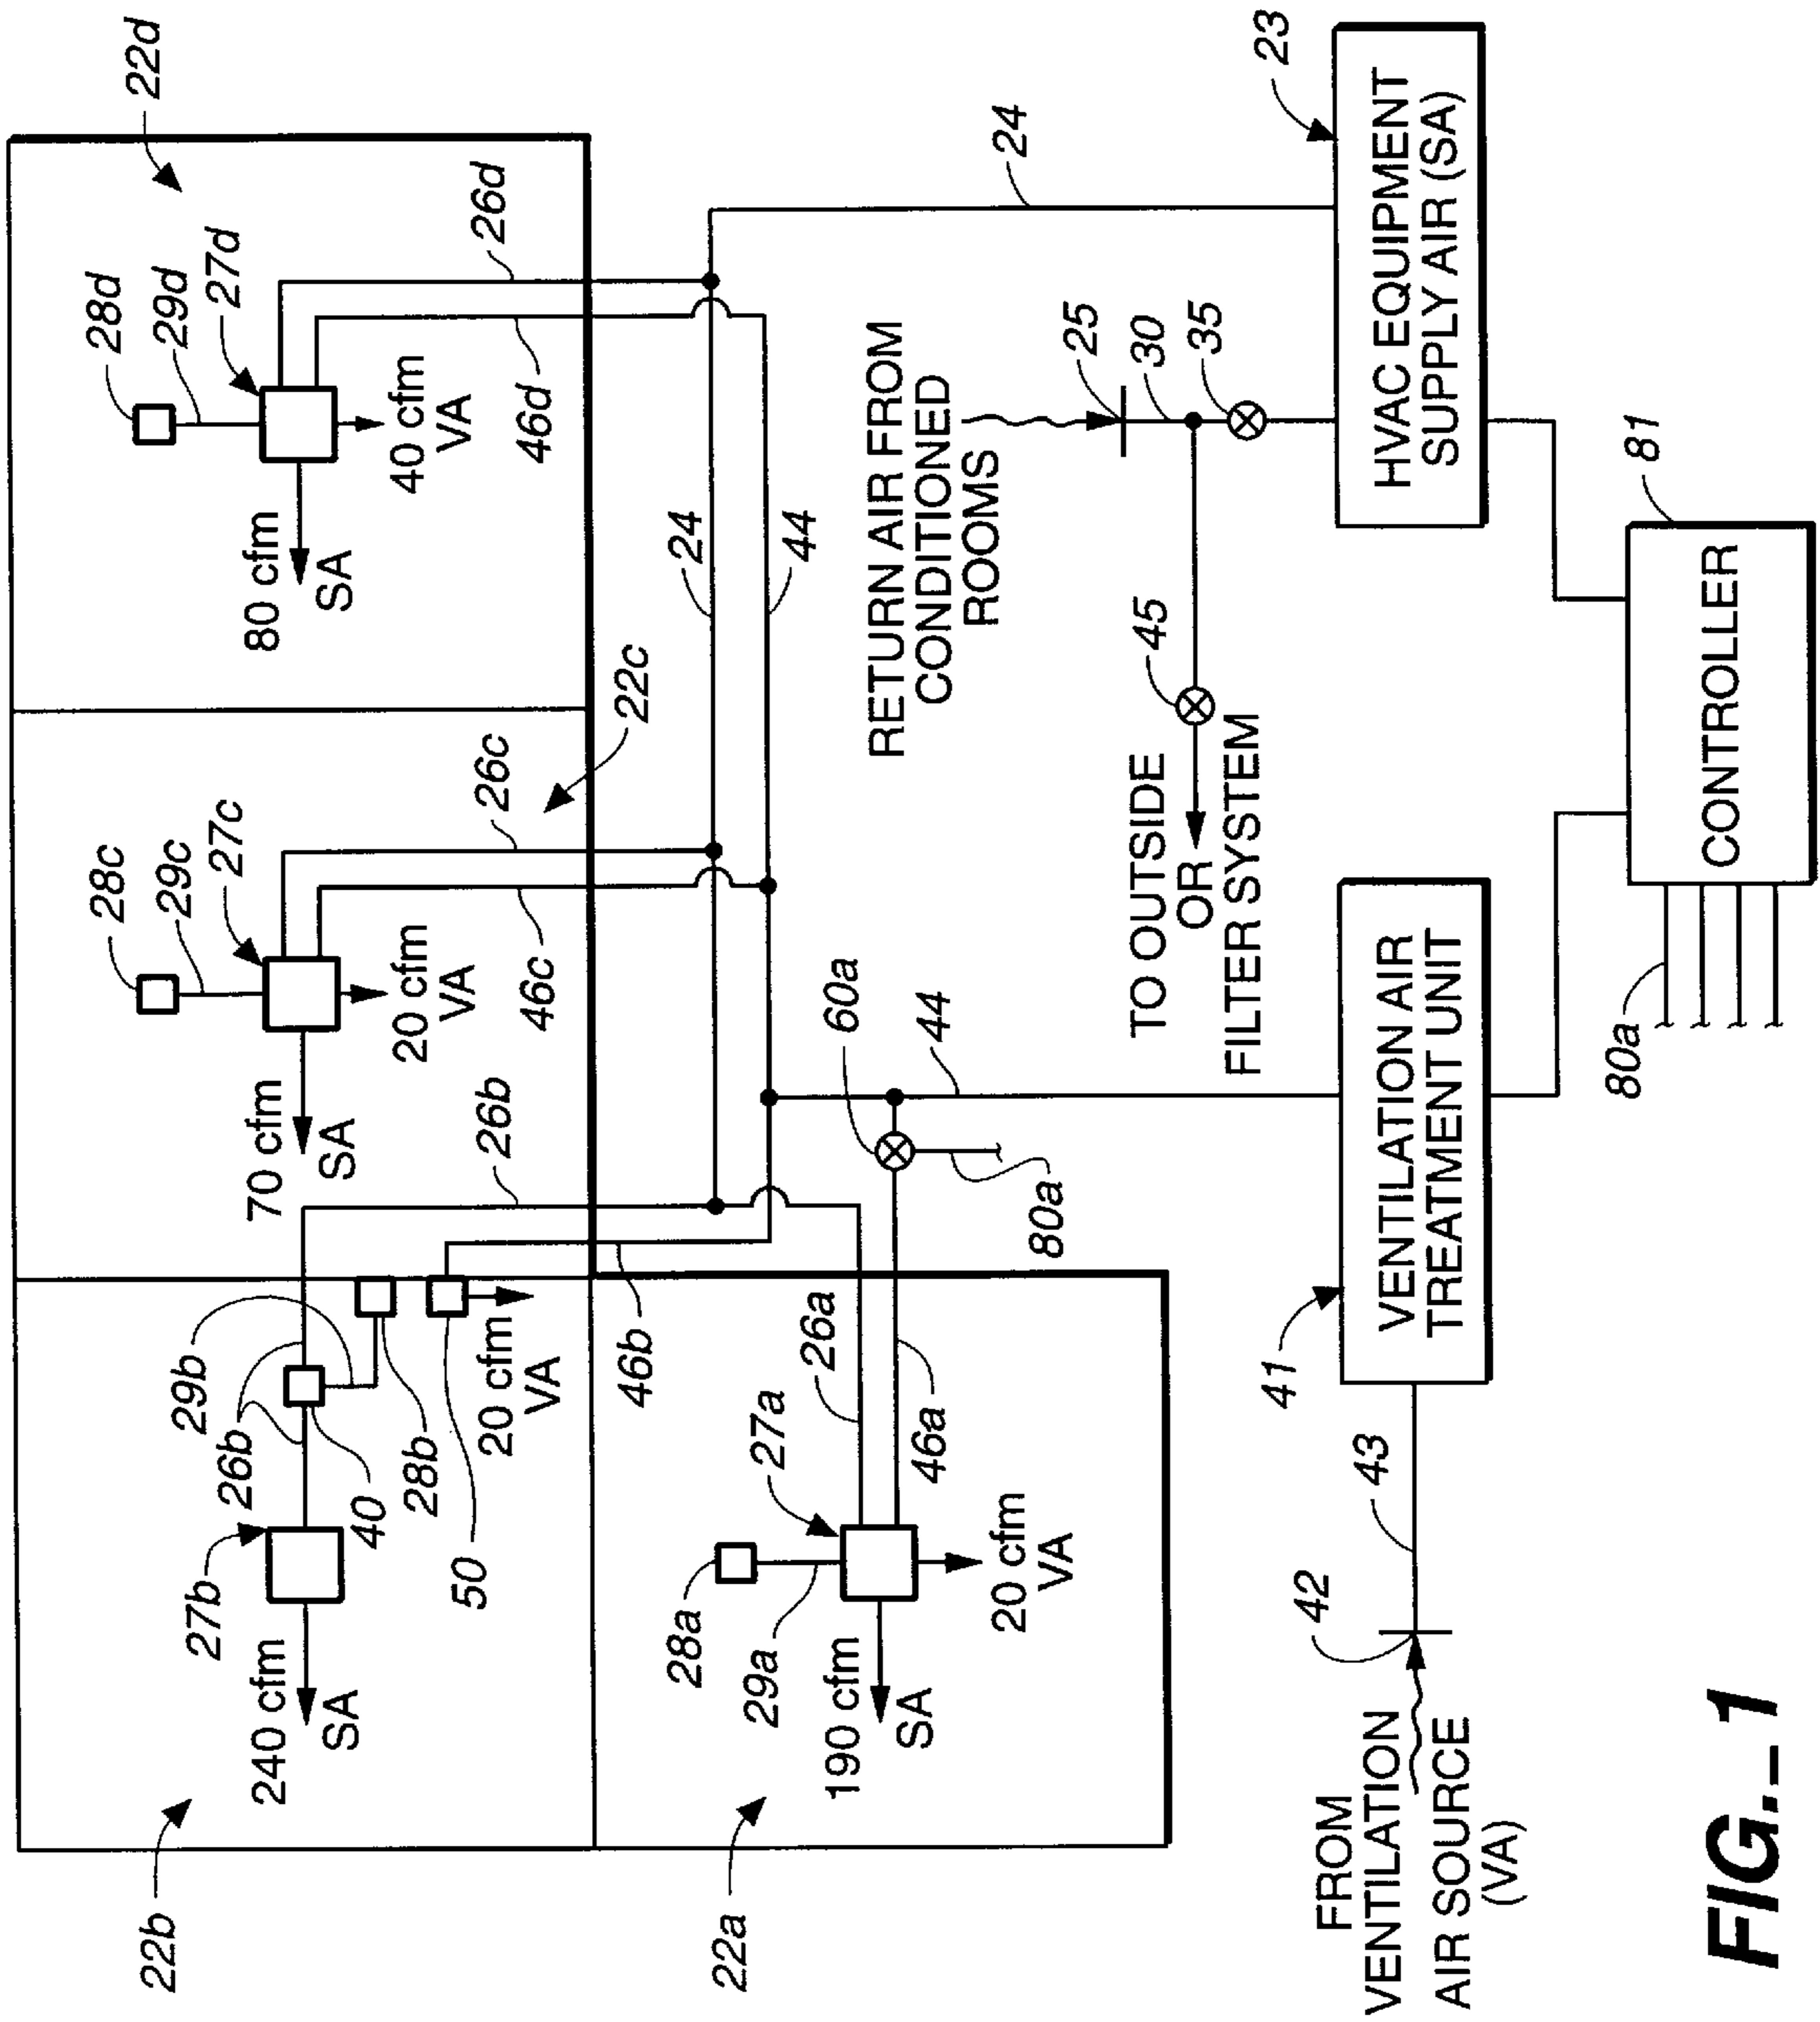 22b
27b
26b
29b
240 cfm
SA
40
28b
50
20 cfm
VA
46b
26b
28c
29c
27c
70 cfm
SA
20 cfm
VA
26c
46c
22c
28d
29d
27d
22d
80 cfm
SA
40 cfm
VA
26d
46d
24
44
24
22a
28a
29a
27a
190 cfm
SA
20 cfm
VA
26a
46a
60a
80a
44
RETURN AIR FROM
CONDITIONED
ROOMS
25
30
35
45
TO OUTSIDE
OR
FILTER SYSTEM
23
HVAC EQUIPMENT
SUPPLY AIR (SA)
FROM
VENTILATION
AIR SOURCE
(VA)
42
43
41
VENTILATION AIR
TREATMENT UNIT
80a
CONTROLLER
81
FIG._1